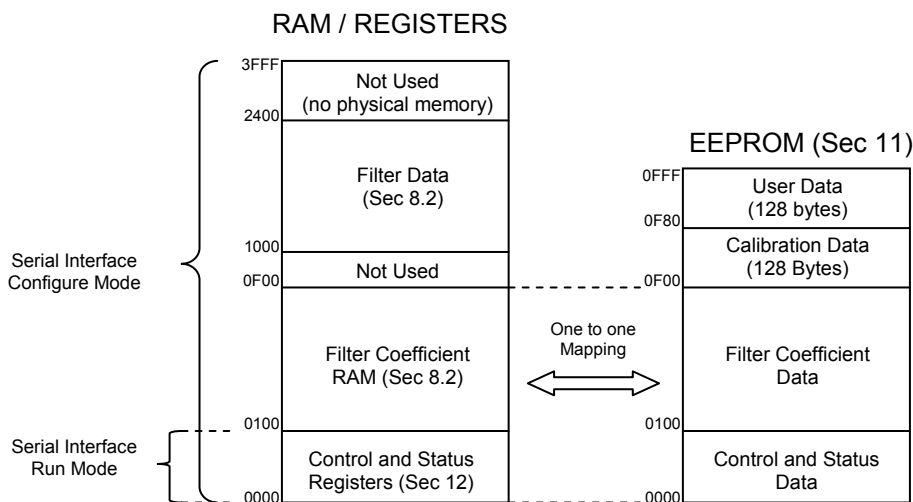 RAM / REGISTERS
3FFF
Not Used
(no physical memory)
2400
Filter Data
(Sec 8.2)
1000
Not Used
0F00
Filter Coefficient
RAM (Sec 8.2)
0100
Control and Status
Registers (Sec 12)
0000
Serial Interface
Configure Mode
Serial Interface
Run Mode
One to one
Mapping
EEPROM (Sec 11)
0FFF
User Data
(128 bytes)
0F80
Calibration Data
(128 Bytes)
0F00
Filter Coefficient
Data
0100
Control and Status
Data
0000